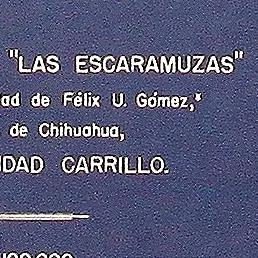 "LAS ESCARAMUZAS"
ad de Félix U. Gómez,*
de Chihuahua,
DAD CARRILLO.